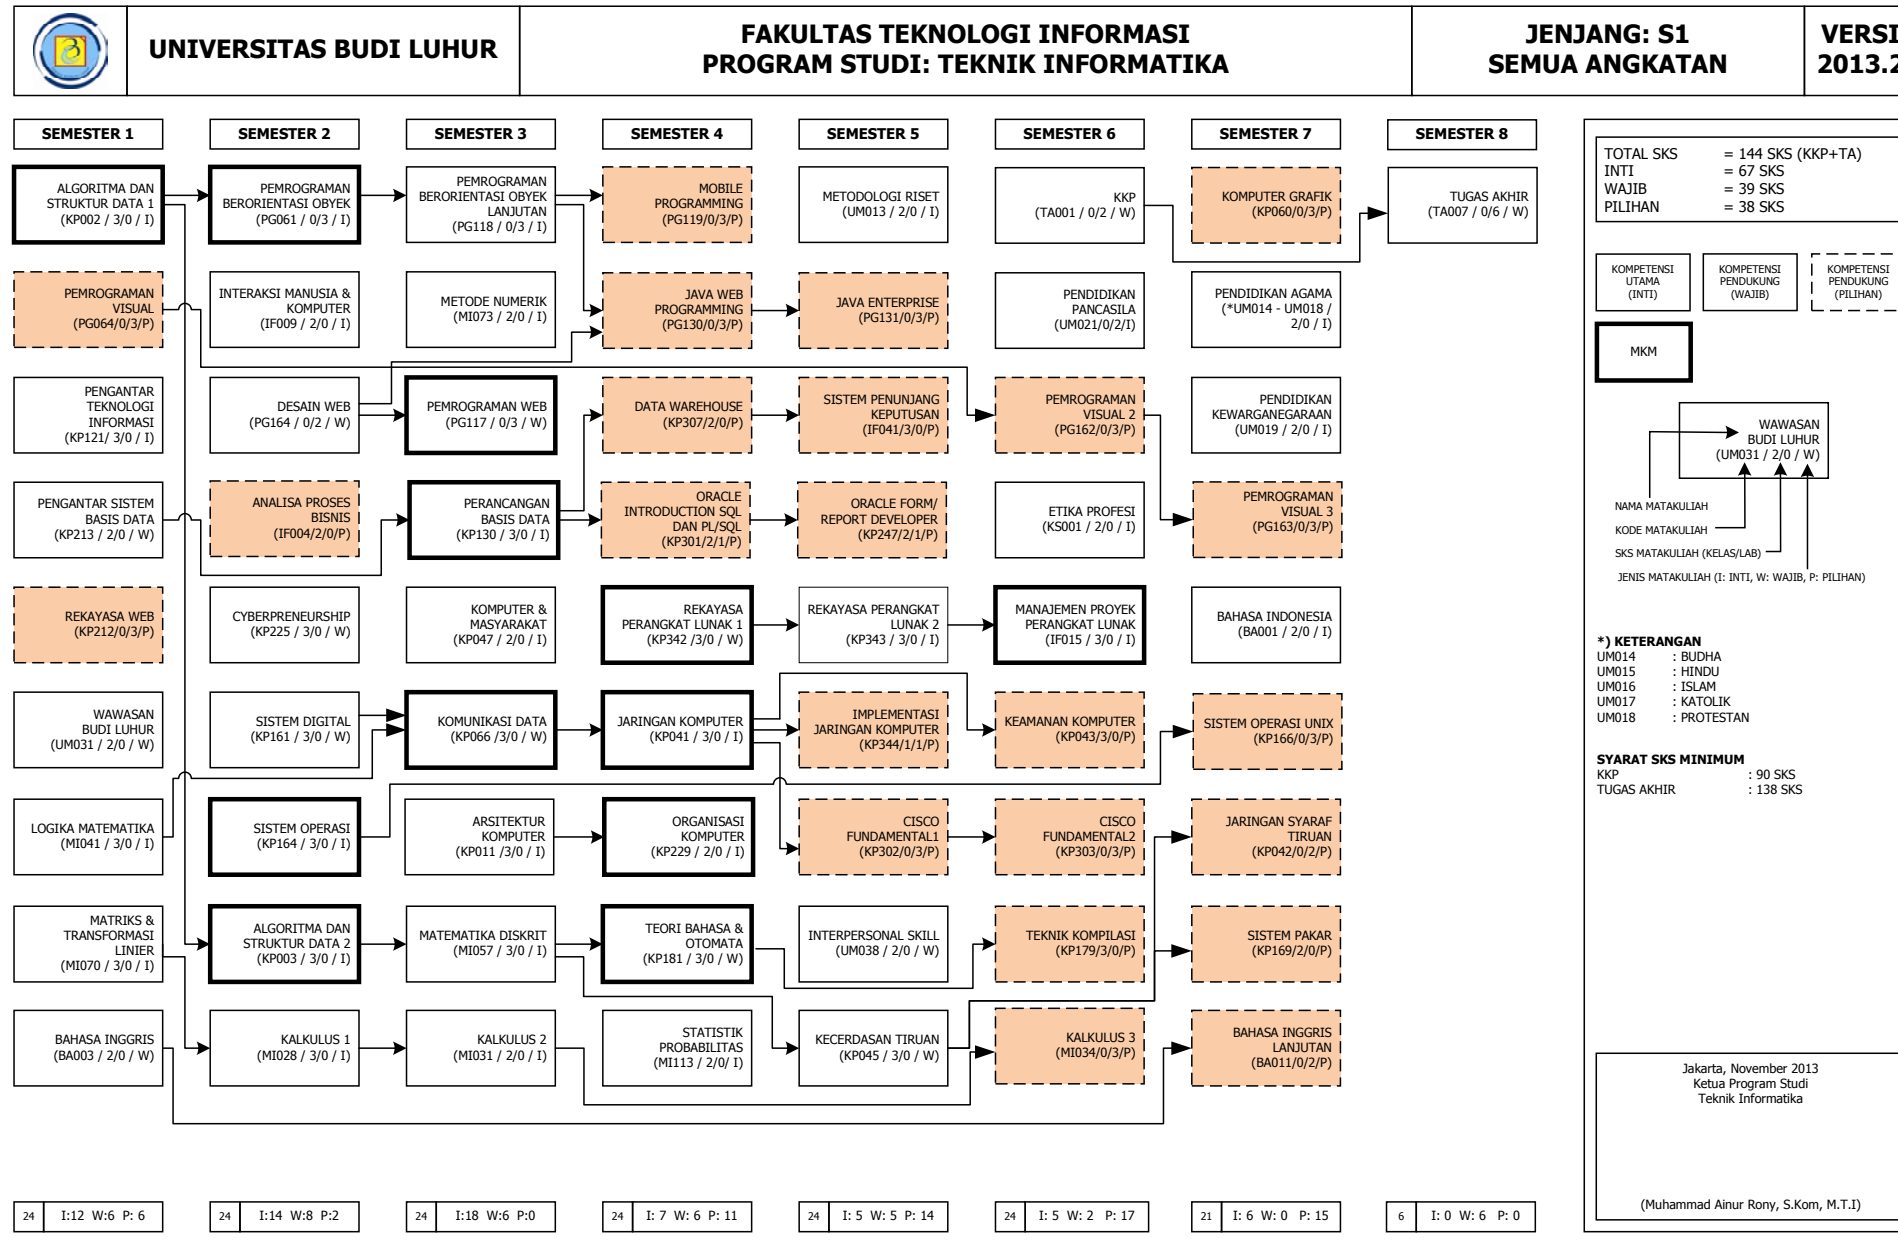 UNIVERSITAS BUDI LUHUR
FAKULTAS TEKNOLOGI INFORMASI
PROGRAM STUDI: TEKNIK INFORMATIKA
JENJANG: S1
SEMUA ANGKATAN
VERSI
2013.2
SEMESTER 1
ALGORITMA DAN
STRUKTUR DATA 1
(KP002 / 3/0 / I)
PEMROGRAMAN
VISUAL
(PG064/0/3/P)
PENGANTAR
TEKNOLOGI
INFORMASI
(KP121/ 3/0 / I)
PENGANTAR SISTEM
BASIS DATA
(KP213 / 2/0 / W)
REKAYASA WEB
(KP212/0/3/P)
WAWASAN
BUDI LUHUR
(UM031 / 2/0 / W)
LOGIKA MATEMATIKA
(MI041 / 3/0 / I)
MATRIKS &
TRANSFORMASI
LINIER
(MI070 / 3/0 / I)
BAHASA INGGRIS
(BA003 / 2/0 / W)
24 I:12 W:6 P: 6
SEMESTER 2
PEMROGRAMAN
BERORIENTASI OBYEK
(PG061 / 0/3 / I)
INTERAKSI MANUSIA &
KOMPUTER
(IF009 / 2/0 / I)
DESAIN WEB
(PG164 / 0/2 / W)
ANALISA PROSES
BISNIS
(IF004/2/0/P)
CYBERPRENEURSHIP
(KP225 / 3/0 / W)
SISTEM DIGITAL
(KP161 / 3/0 / W)
SISTEM OPERASI
(KP164 / 3/0 / I)
ALGORITMA DAN
STRUKTUR DATA 2
(KP003 / 3/0 / I)
KALKULUS 1
(MI028 / 3/0 / I)
24 I:14 W:8 P:2
SEMESTER 3
PEMROGRAMAN
BERORIENTASI OBYEK
LANJUTAN
(PG118 / 0/3 / I)
METODE NUMERIK
(MI073 / 2/0 / I)
PEMROGRAMAN WEB
(PG117 / 0/3 / W)
PERANCANGAN
BASIS DATA
(KP130 / 3/0 / I)
KOMPUTER &
MASYARAKAT
(KP047 / 2/0 / I)
KOMUNIKASI DATA
(KP066 /3/0 / W)
ARSITEKTUR
KOMPUTER
(KP011 /3/0 / I)
MATEMATIKA DISKRIT
(MI057 / 3/0 / I)
KALKULUS 2
(MI031 / 2/0 / I)
24 I:18 W:6 P:0
SEMESTER 4
MOBILE
PROGRAMMING
(PG119/0/3/P)
JAVA WEB
PROGRAMMING
(PG130/0/3/P)
DATA WAREHOUSE
(KP307/2/0/P)
ORACLE
INTRODUCTION SQL
DAN PL/SQL
(KP301/2/1/P)
REKAYASA
PERANGKAT LUNAK 1
(KP342 /3/0 / W)
JARINGAN KOMPUTER
(KP041 / 3/0 / I)
ORGANISASI
KOMPUTER
(KP229 / 2/0 / I)
TEORI BAHASA &
OTOMATA
(KP181 / 3/0 / W)
STATISTIK
PROBABILITAS
(MI113 / 2/0/ I)
24 I: 7 W: 6 P: 11
SEMESTER 5
METODOLOGI RISET
(UM013 / 2/0 / I)
JAVA ENTERPRISE
(PG131/0/3/P)
SISTEM PENUNJANG
KEPUTUSAN
(IF041/3/0/P)
ORACLE FORM/
REPORT DEVELOPER
(KP247/2/1/P)
REKAYASA PERANGKAT
LUNAK 2
(KP343 / 3/0 / I)
IMPLEMENTASI
JARINGAN KOMPUTER
(KP344/1/1/P)
CISCO
FUNDAMENTAL1
(KP302/0/3/P)
INTERPERSONAL SKILL
(UM038 / 2/0 / W)
KECERDASAN TIRUAN
(KP045 / 3/0 / W)
24 I: 5 W: 5 P: 14
SEMESTER 6
KKP
(TA001 / 0/2 / W)
PENDIDIKAN
PANCASILA
(UM021/0/2/I)
PEMROGRAMAN
VISUAL 2
(PG162/0/3/P)
ETIKA PROFESI
(KS001 / 2/0 / I)
MANAJEMEN PROYEK
PERANGKAT LUNAK
(IF015 / 3/0 / I)
KEAMANAN KOMPUTER
(KP043/3/0/P)
CISCO
FUNDAMENTAL2
(KP303/0/3/P)
TEKNIK KOMPILASI
(KP179/3/0/P)
KALKULUS 3
(MI034/0/3/P)
24 I: 5 W: 2 P: 17
SEMESTER 7
KOMPUTER GRAFIK
(KP060/0/3/P)
PENDIDIKAN AGAMA
(*UM014 - UM018 /
2/0 / I)
PENDIDIKAN
KEWARGANEGARAAN
(UM019 / 2/0 / I)
PEMROGRAMAN
VISUAL 3
(PG163/0/3/P)
BAHASA INDONESIA
(BA001 / 2/0 / I)
SISTEM OPERASI UNIX
(KP166/0/3/P)
JARINGAN SYARAF
TIRUAN
(KP042/0/2/P)
SISTEM PAKAR
(KP169/2/0/P)
BAHASA INGGRIS
LANJUTAN
(BA011/0/2/P)
21 I: 6 W: 0 P: 15
SEMESTER 8
TUGAS AKHIR
(TA007 / 0/6 / W)
6 I: 0 W: 6 P: 0
TOTAL SKS = 144 SKS (KKP+TA)
INTI = 67 SKS
WAJIB = 39 SKS
PILIHAN = 38 SKS
KOMPETENSI
UTAMA
(INTI)
KOMPETENSI
PENDUKUNG
(WAJIB)
KOMPETENSI
PENDUKUNG
(PILIHAN)
MKM
WAWASAN
BUDI LUHUR
(UM031 / 2/0 / W)
NAMA MATAKULIAH
KODE MATAKULIAH
SKS MATAKULIAH (KELAS/LAB)
JENIS MATAKULIAH (I: INTI, W: WAJIB, P: PILIHAN)
*) KETERANGAN
UM014 : BUDHA
UM015 : HINDU
UM016 : ISLAM
UM017 : KATOLIK
UM018 : PROTESTAN
SYARAT SKS MINIMUM
KKP : 90 SKS
TUGAS AKHIR : 138 SKS
Jakarta, November 2013
Ketua Program Studi
Teknik Informatika
(Muhammad Ainur Rony, S.Kom, M.T.I)